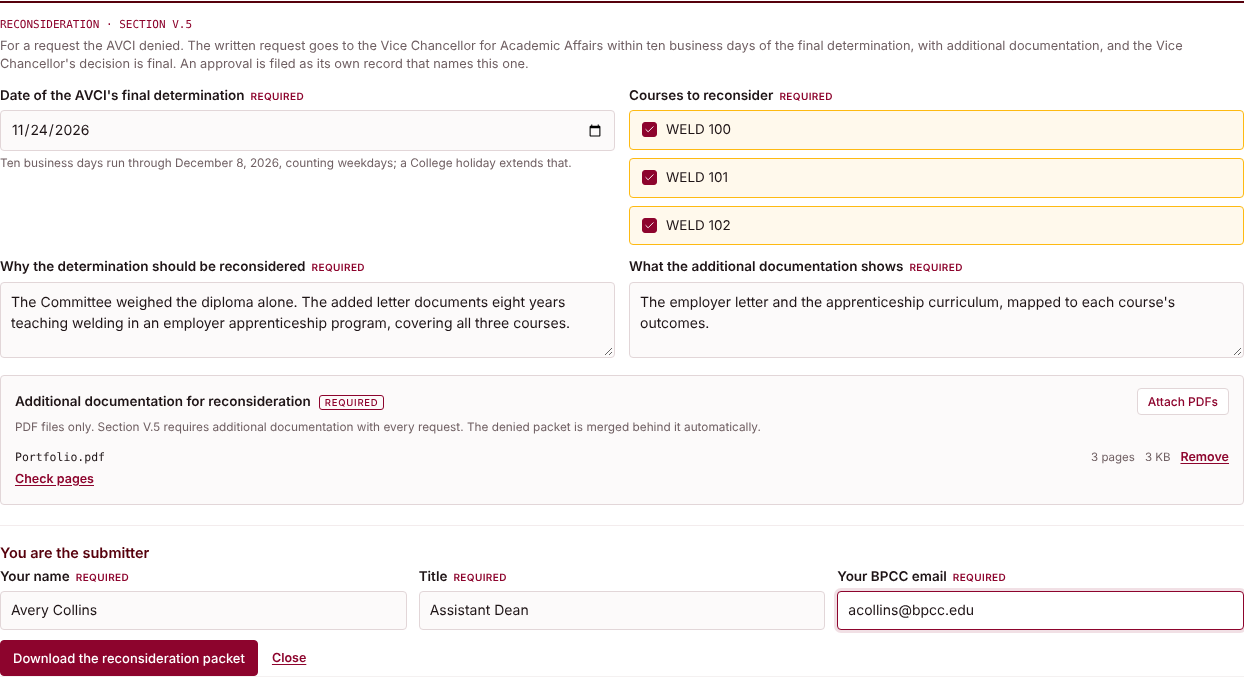 RECONSIDERATION · SECTION V.5
For a request the AVCI denied. The written request goes to the Vice Chancellor for Academic Affairs within ten business days of the final determination, with additional documentation, and the Vice
Chancellor's decision is final. An approval is filed as its own record that names this one.
Date of the AVCI's final determination REQUIRED
11/24/2026
Ten business days run through December 8, 2026, counting weekdays; a College holiday extends that.
Courses to reconsider REQUIRED
WELD 100
WELD 101
WELD 102
Why the determination should be reconsidered REQUIRED
The Committee weighed the diploma alone. The added letter documents eight years
teaching welding in an employer apprenticeship program, covering all three courses.
What the additional documentation shows REQUIRED
The employer letter and the apprenticeship curriculum, mapped to each course's
outcomes.
Additional documentation for reconsideration REQUIRED
Attach PDFs
PDF files only. Section V.5 requires additional documentation with every request. The denied packet is merged behind it automatically.
Portfolio.pdf 3 pages 3 KB Remove
Check pages
You are the submitter
Your name REQUIRED
Avery Collins
Title REQUIRED
Assistant Dean
Your BPCC email REQUIRED
acollins@bpcc.edu
Download the reconsideration packet Close